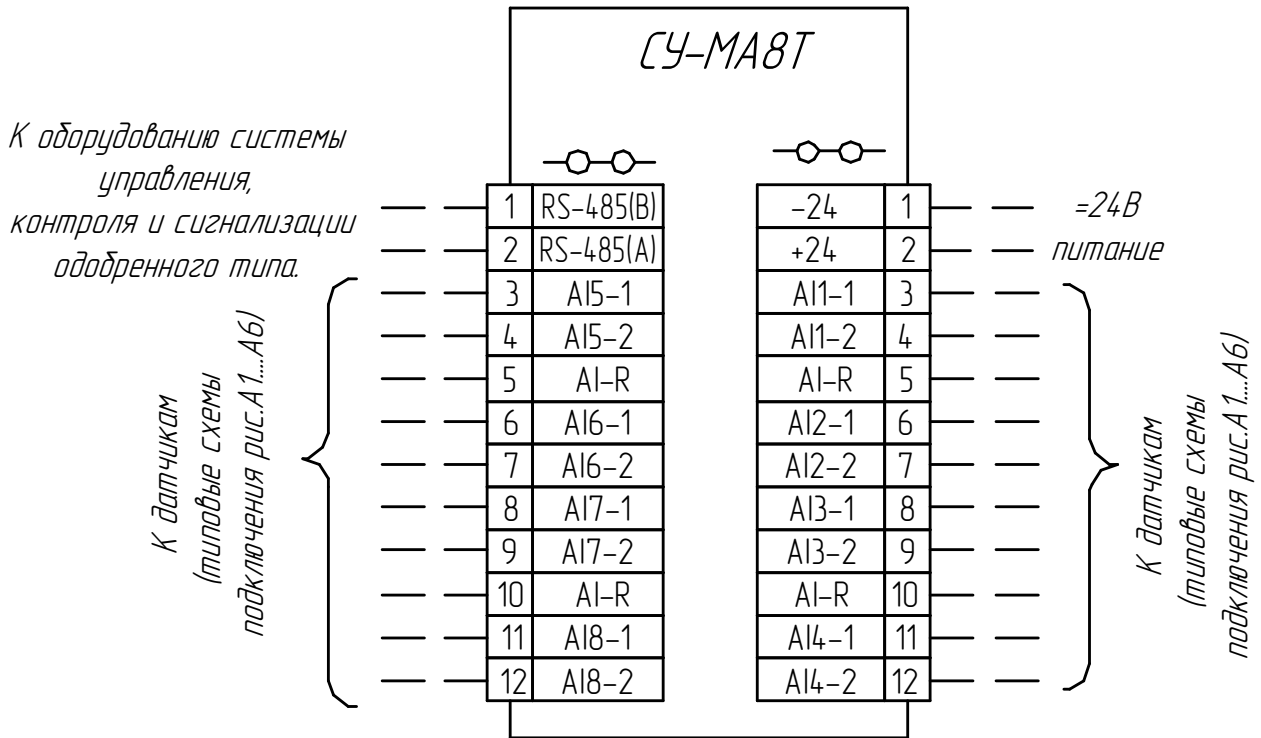 СУ-МА8Т
К оборудованию системы
управления,
контроля и сигнализации
одобренного типа.
1 RS-485(B)
2 RS-485(A)
3 AI5-1
4 AI5-2
5 AI-R
6 AI6-1
7 AI6-2
8 AI7-1
9 AI7-2
10 AI-R
11 AI8-1
12 AI8-2
К датчикам
(типовые схемы
подключения рис.А1....А6)
-24 1
+24 2
AI1-1 3
AI1-2 4
AI-R 5
AI2-1 6
AI2-2 7
AI3-1 8
AI3-2 9
AI-R 10
AI4-1 11
AI4-2 12
=24В
питание
К датчикам
(типовые схемы
подключения рис.А1....А6)